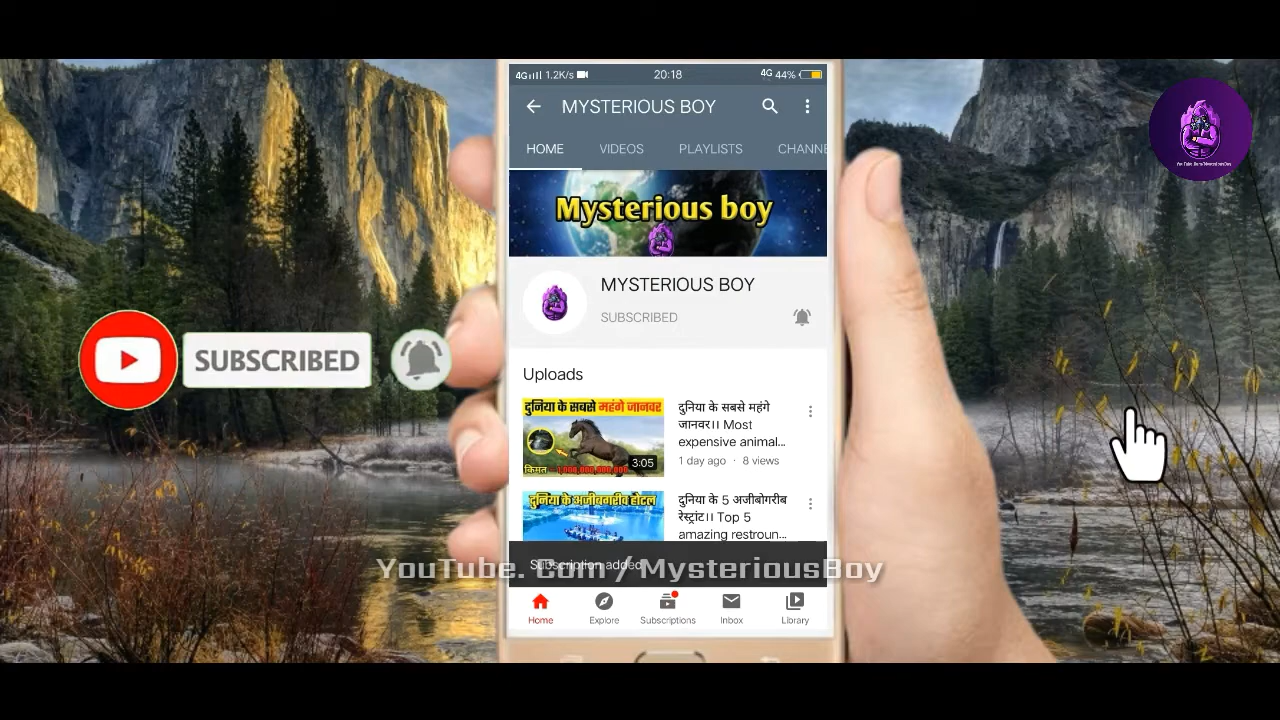 4G 1.2K/s 20:18 4G 44%
MYSTERIOUS BOY
HOME VIDEOS PLAYLISTS CHANNE
Mysterious boy
MYSTERIOUS BOY
SUBSCRIBED
SUBSCRIBED
Uploads
दुनिया के सबसे महंगे जानवर
किमत
3:05
दुनिया के सबसे महंगे
जानवर।। Most
expensive animal...
1 day ago · 8 views
दुनिया के अजीबगरीब होटल
दुनिया के 5 अजीबोगरीब
रेस्ट्रांट।। Top 5
amazing restroun...
Subscription added
YouTube. Com/MysteriousBoy
Home Explore Subscriptions Inbox Library